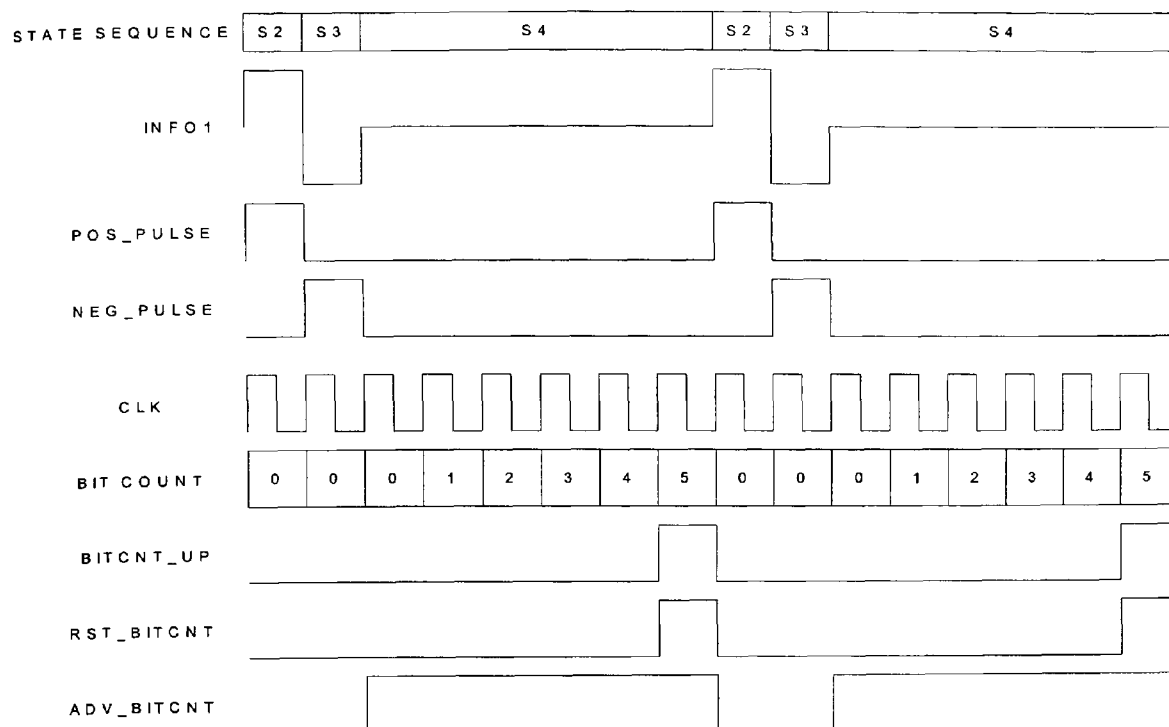 STATE SEQUENCE S2 S3 S4 S2 S3 S4
INFO1
POS_PULSE
NEG_PULSE
CLK
BIT COUNT 0 0 0 1 2 3 4 5 0 0 0 1 2 3 4 5
BITCNT_UP
RST_BITCNT
ADV_BITCNT